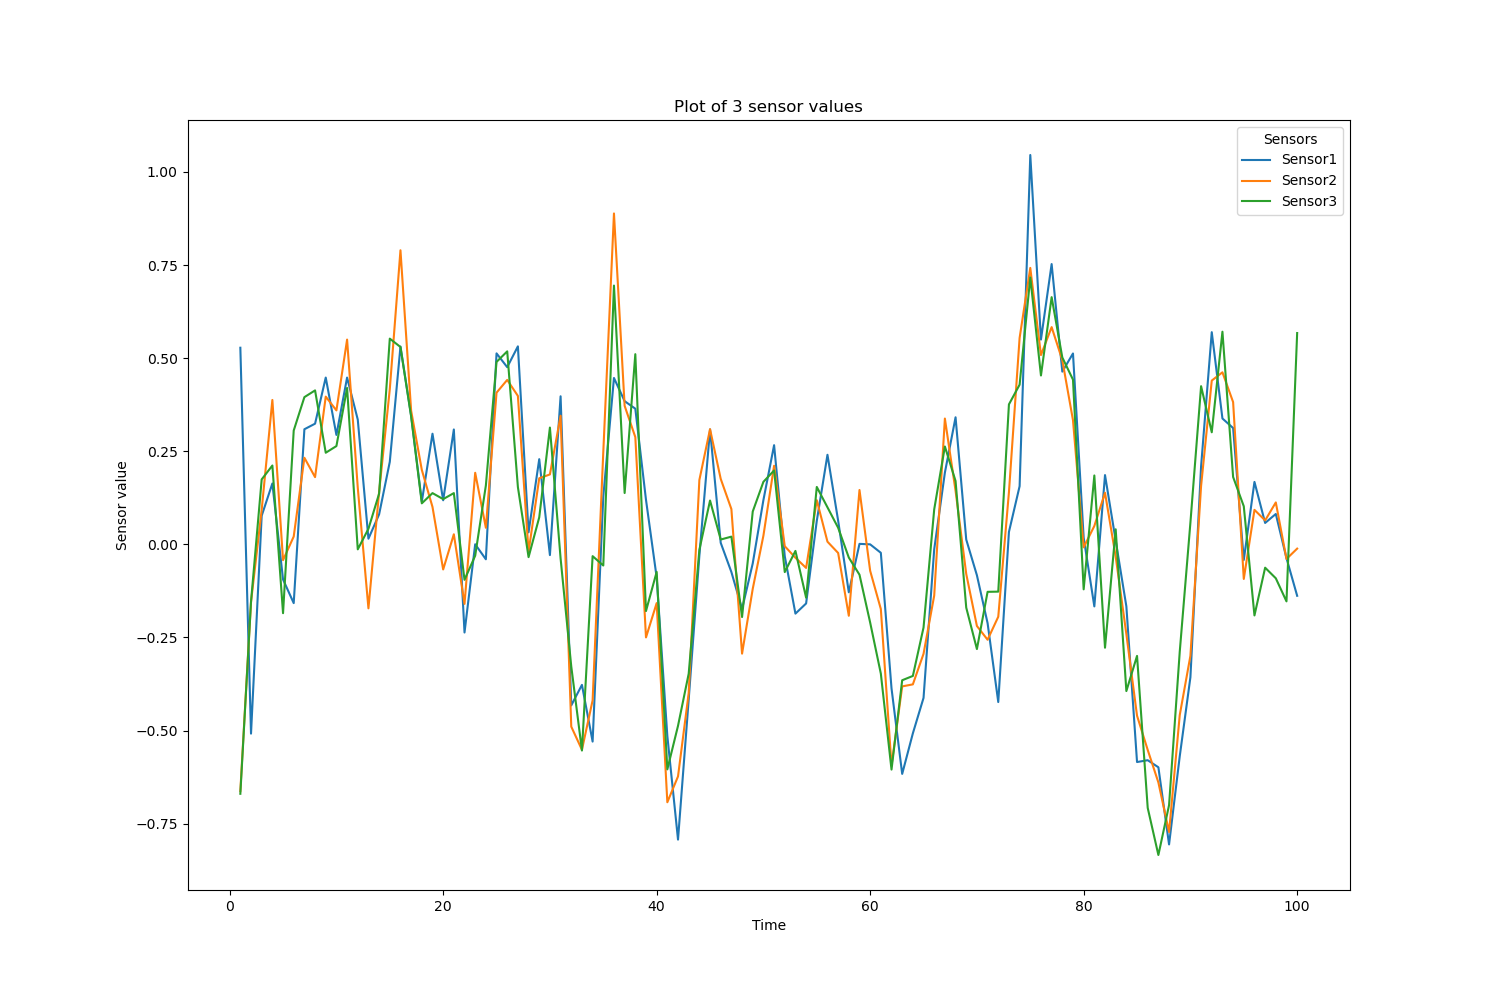 Plot of 3 sensor values
Sensors
Sensor1
Sensor2
Sensor3
1.00
0.75
0.50
0.25
0.00
−0.25
−0.50
−0.75
Sensor value
0 20 40 60 80 100
Time